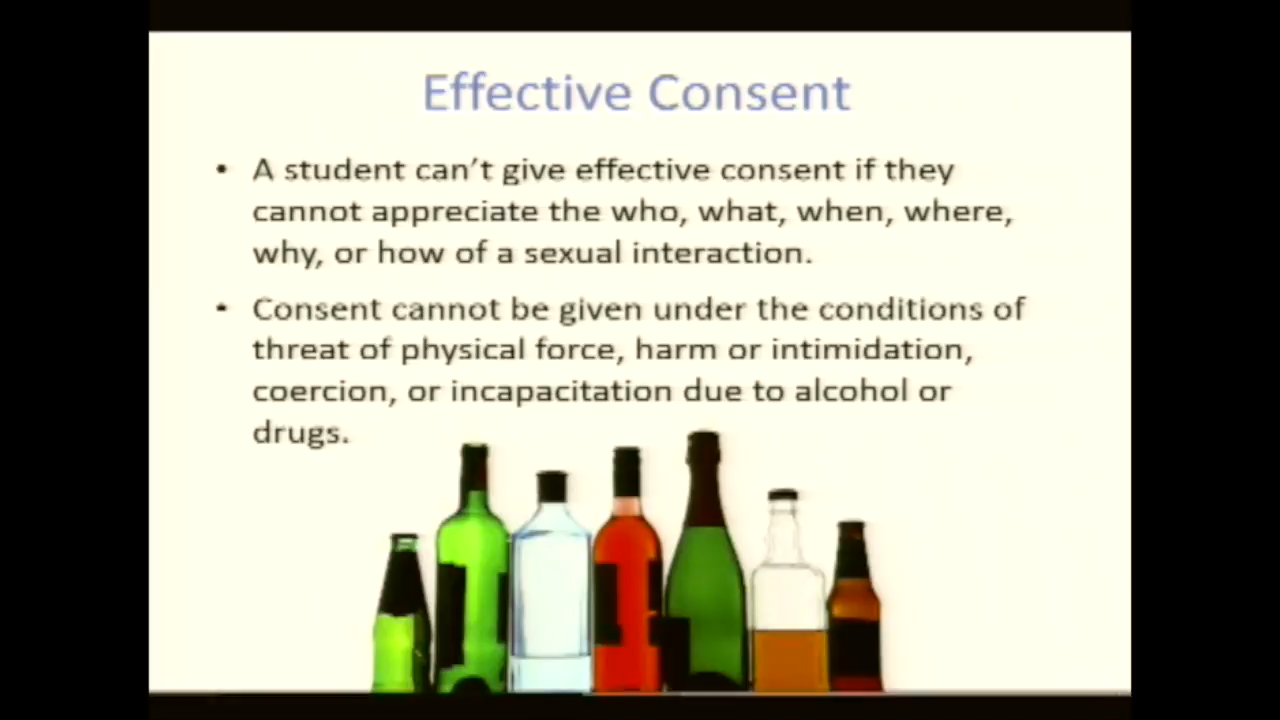 Effective Consent
• A student can't give effective consent if they
cannot appreciate the who, what, when, where,
why, or how of a sexual interaction.
• Consent cannot be given under the conditions of
threat of physical force, harm or intimidation,
coercion, or incapacitation due to alcohol or
drugs.